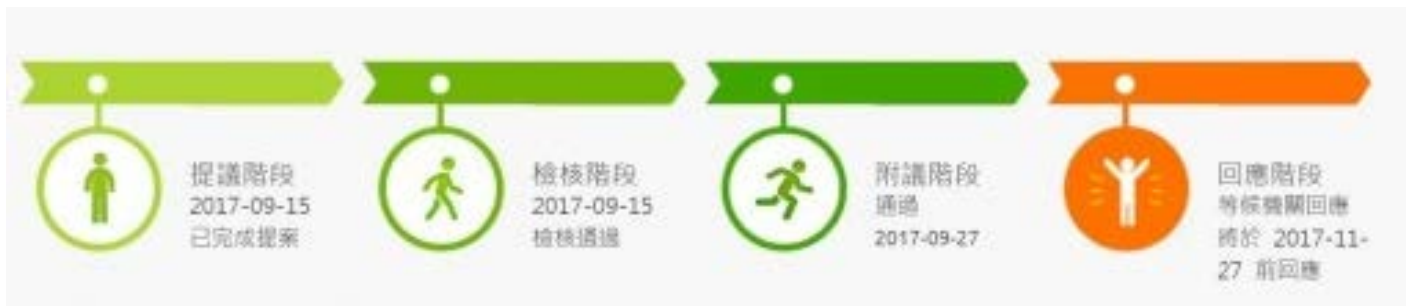 提議階段
2017-09-15
已完成提案
檢核階段
2017-09-15
檢核通過
附議階段
通過
2017-09-27
回應階段
等候機關回應
將於 2017-11-
27 前回應